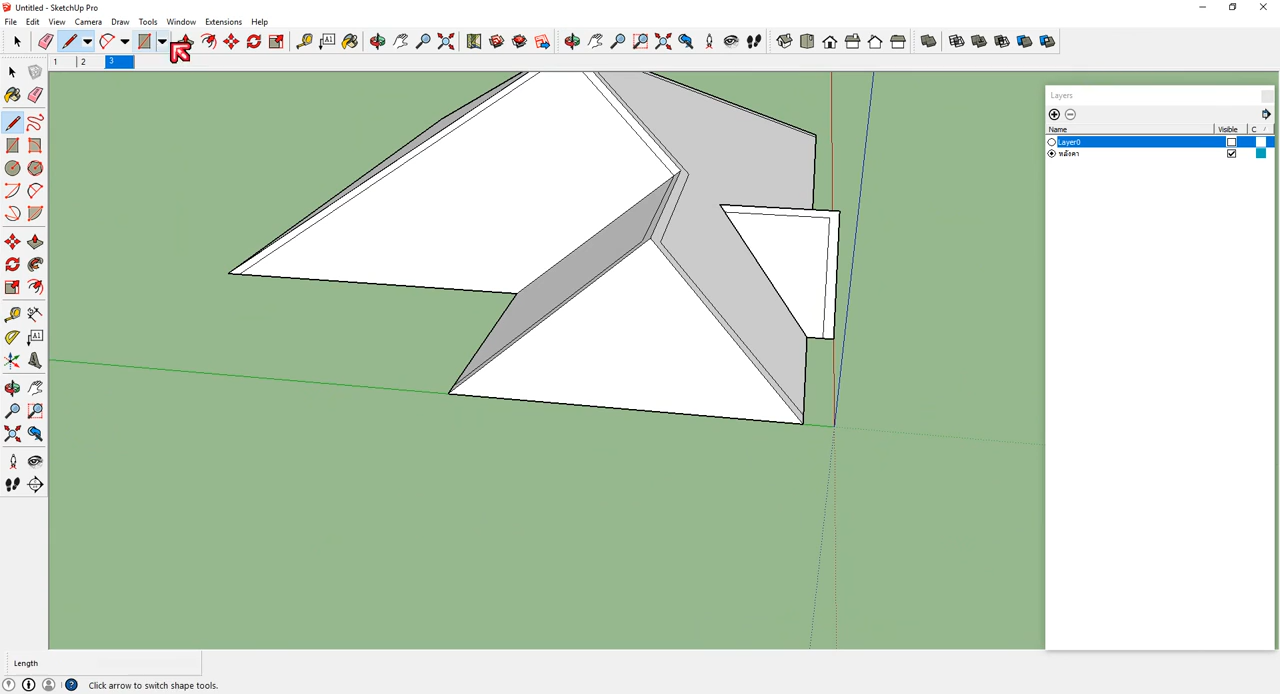 Untitled - SketchUp Pro
File Edit View Camera Draw Tools Window Extensions Help
1 2 3
Layers
Name Visible C
Layer0
หลังคา
Length
Click arrow to switch shape tools.